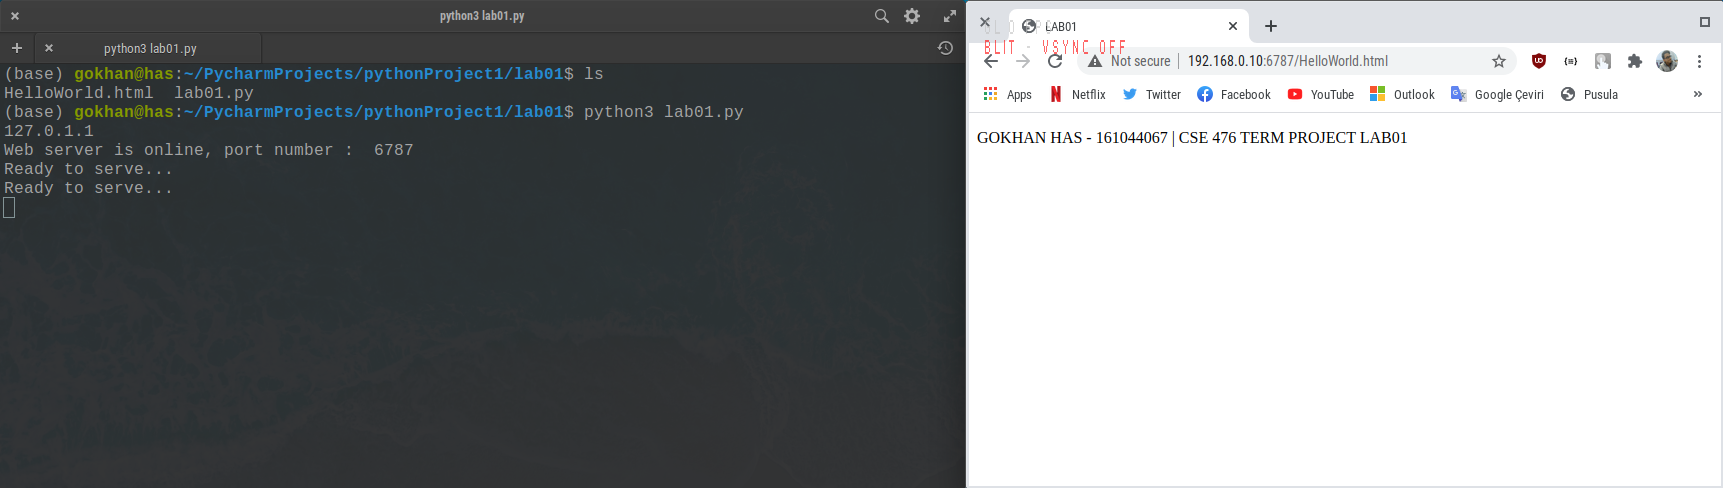 python3 lab01.py
python3 lab01.py
(base) gokhan@has:~/PycharmProjects/pythonProject1/lab01$ ls
HelloWorld.html  lab01.py
(base) gokhan@has:~/PycharmProjects/pythonProject1/lab01$ python3 lab01.py
127.0.1.1
Web server is online, port number :  6787
Ready to serve...
Ready to serve...
LAB01
BLIT - VSYNC OFF
Not secure 192.168.0.10:6787/HelloWorld.html
Apps Netflix Twitter Facebook YouTube Outlook Google Çeviri Pusula »
GOKHAN HAS - 161044067 | CSE 476 TERM PROJECT LAB01